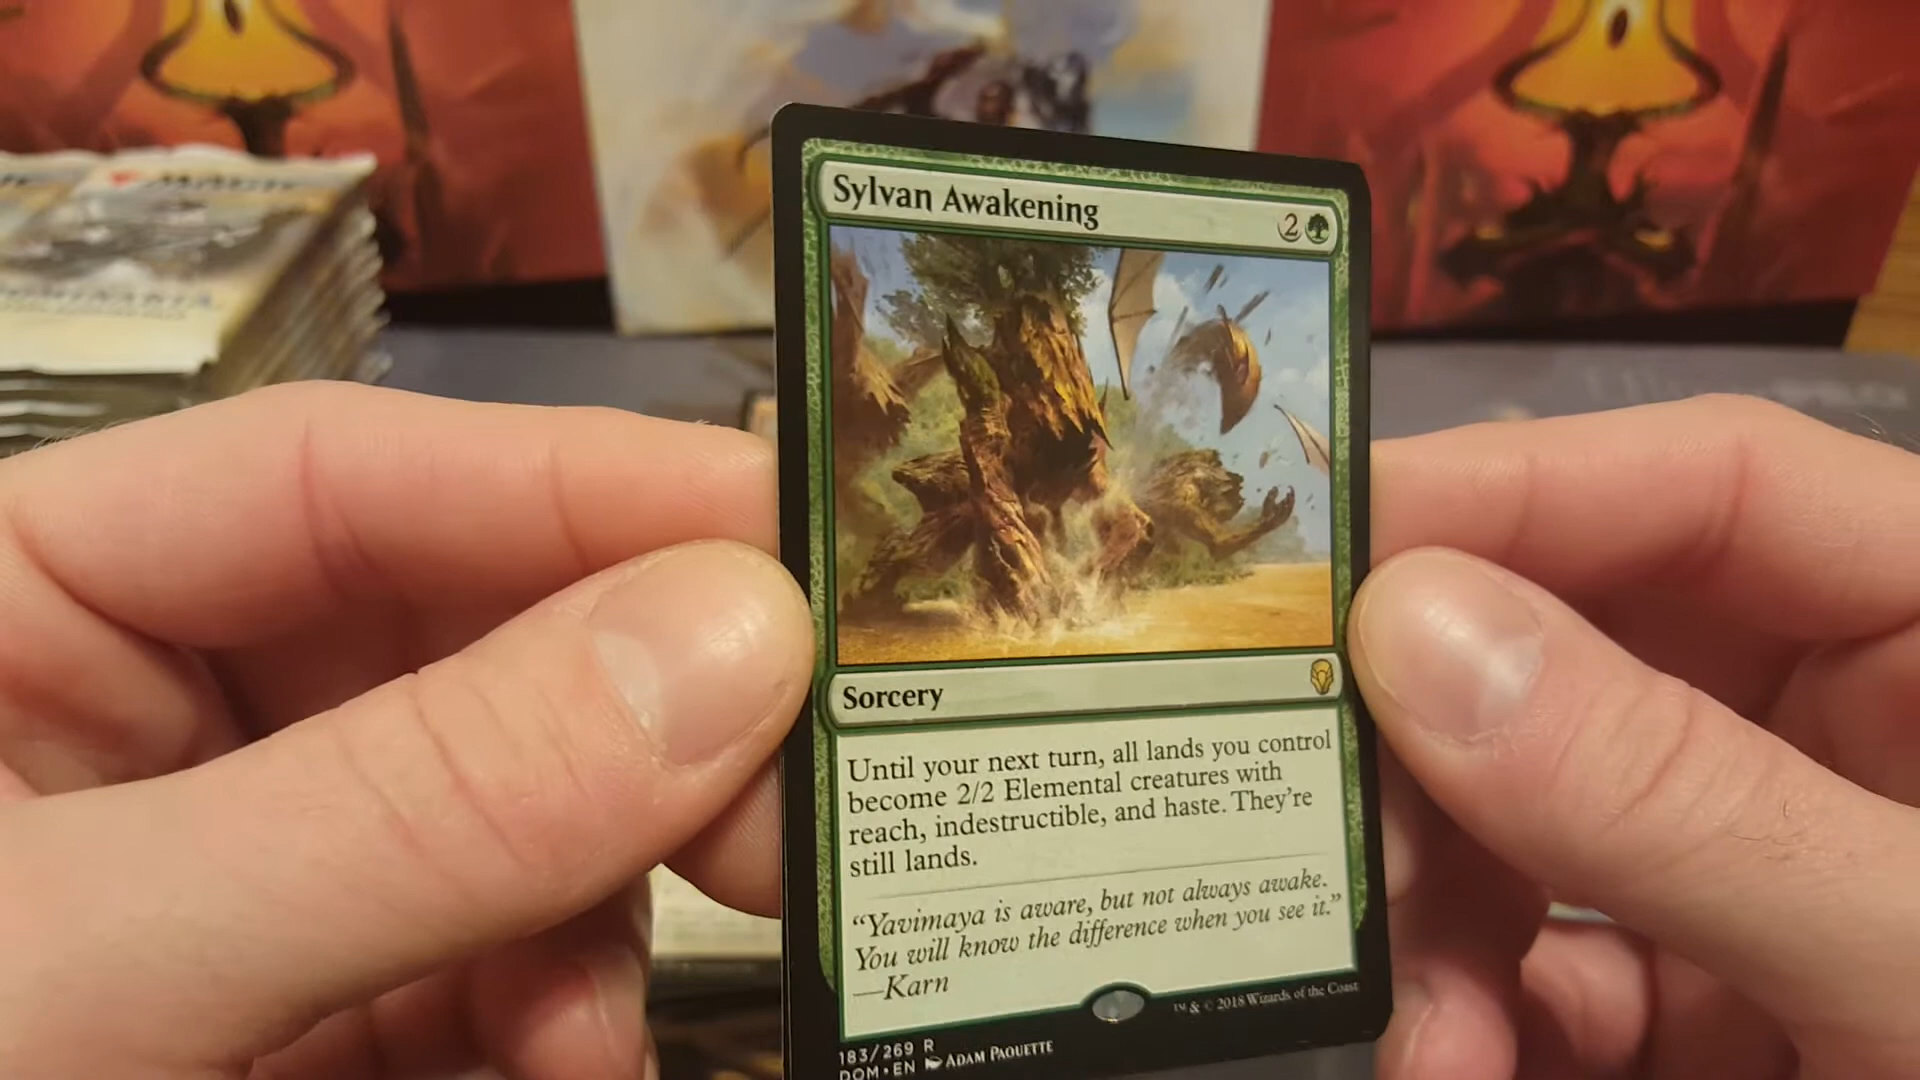 MAGIC
DOMINARIA
Sylvan Awakening
2
Sorcery
Until your next turn, all lands you control
become 2/2 Elemental creatures with
reach, indestructible, and haste. They're
still lands.
“Yavimaya is aware, but not always awake.
You will know the difference when you see it.”
—Karn
™ & © 2018 Wizards of the Coast
183/269 R
DOM • EN ADAM PAQUETTE